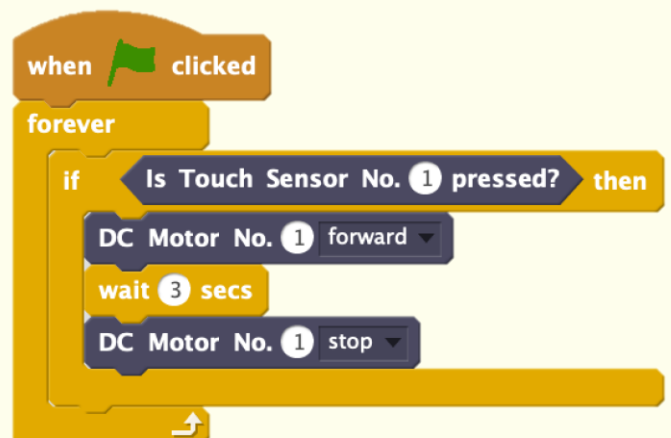 when clicked
forever
if Is Touch Sensor No. 1 pressed? then
DC Motor No. 1 forward
wait 3 secs
DC Motor No. 1 stop